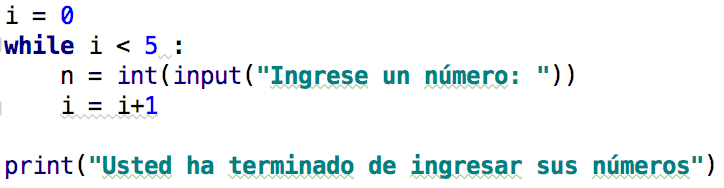 i = 0
while i < 5 :
    n = int(input("Ingrese un número: "))
    i = i+1
print("Usted ha terminado de ingresar sus números")